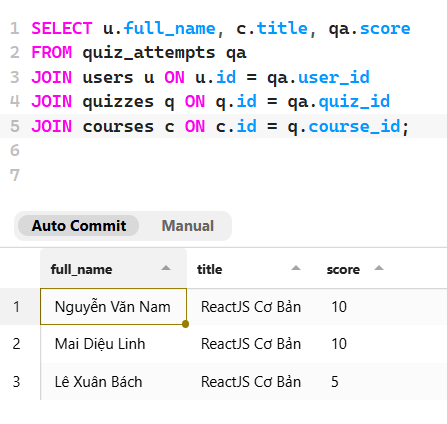 1 SELECT u.full_name, c.title, qa.score
2 FROM quiz_attempts qa
3 JOIN users u ON u.id = qa.user_id
4 JOIN quizzes q ON q.id = qa.quiz_id
5 JOIN courses c ON c.id = q.course_id;
6
7
Auto Commit Manual
full_name title score
1 Nguyễn Văn Nam ReactJS Cơ Bản 10
2 Mai Diệu Linh ReactJS Cơ Bản 10
3 Lê Xuân Bách ReactJS Cơ Bản 5